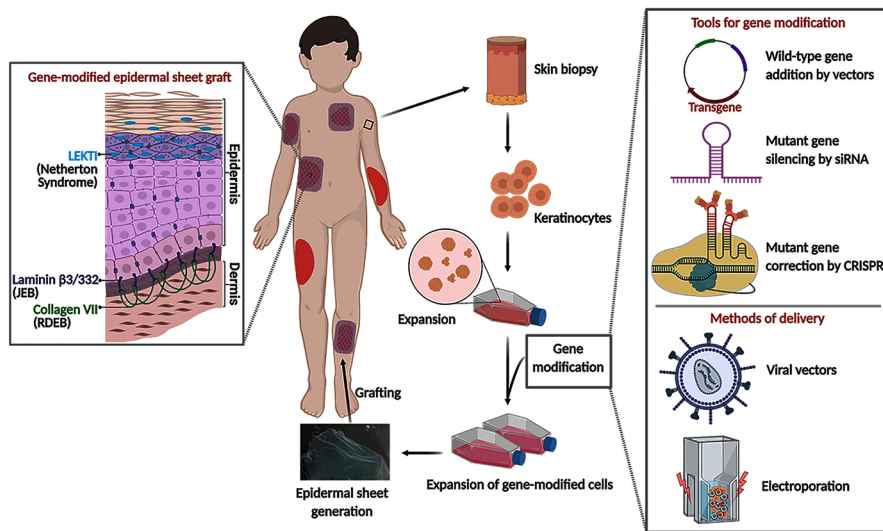 Gene-modified epidermal sheet graft
LEKTI
(Netherton
Syndrome)
Epidermis
Laminin β3/332
(JEB)
Collagen VII
(RDEB)
Dermis
Skin biopsy
Keratinocytes
Expansion
Gene
modification
Grafting
Epidermal sheet
generation
Expansion of gene-modified cells
Tools for gene modification
Wild-type gene
addition by vectors
Transgene
Mutant gene
silencing by siRNA
Mutant gene
correction by CRISPR
Methods of delivery
Viral vectors
Electroporation